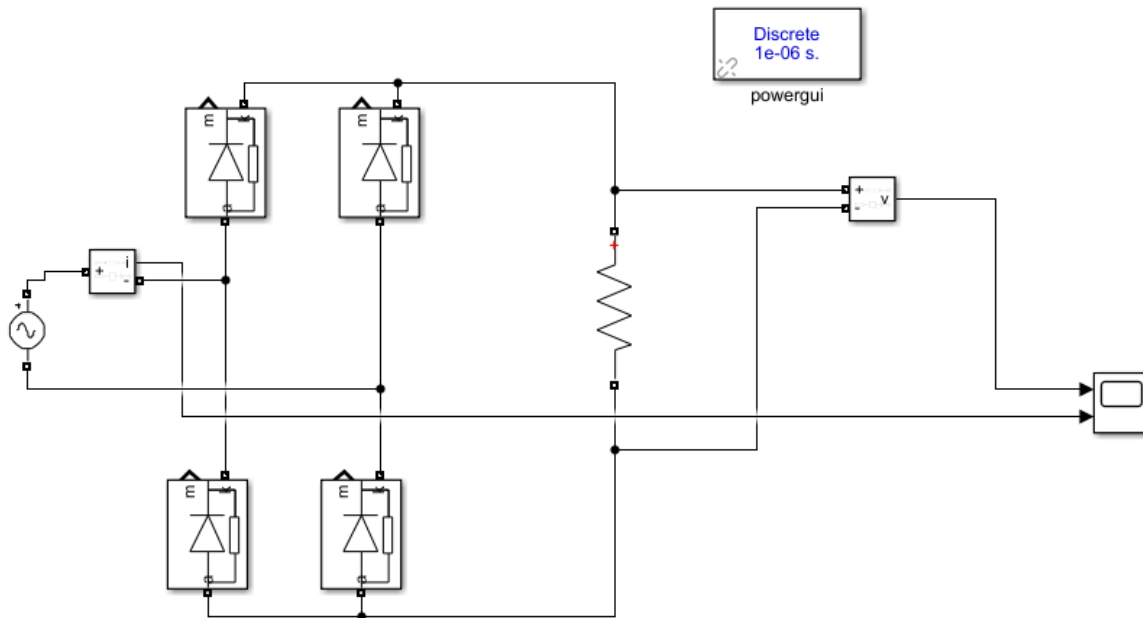 Discrete
1e-06 s.
powergui
m
k
m
k
a
a
+
v
-
i
+
-
+
+
m
k
m
k
a
a